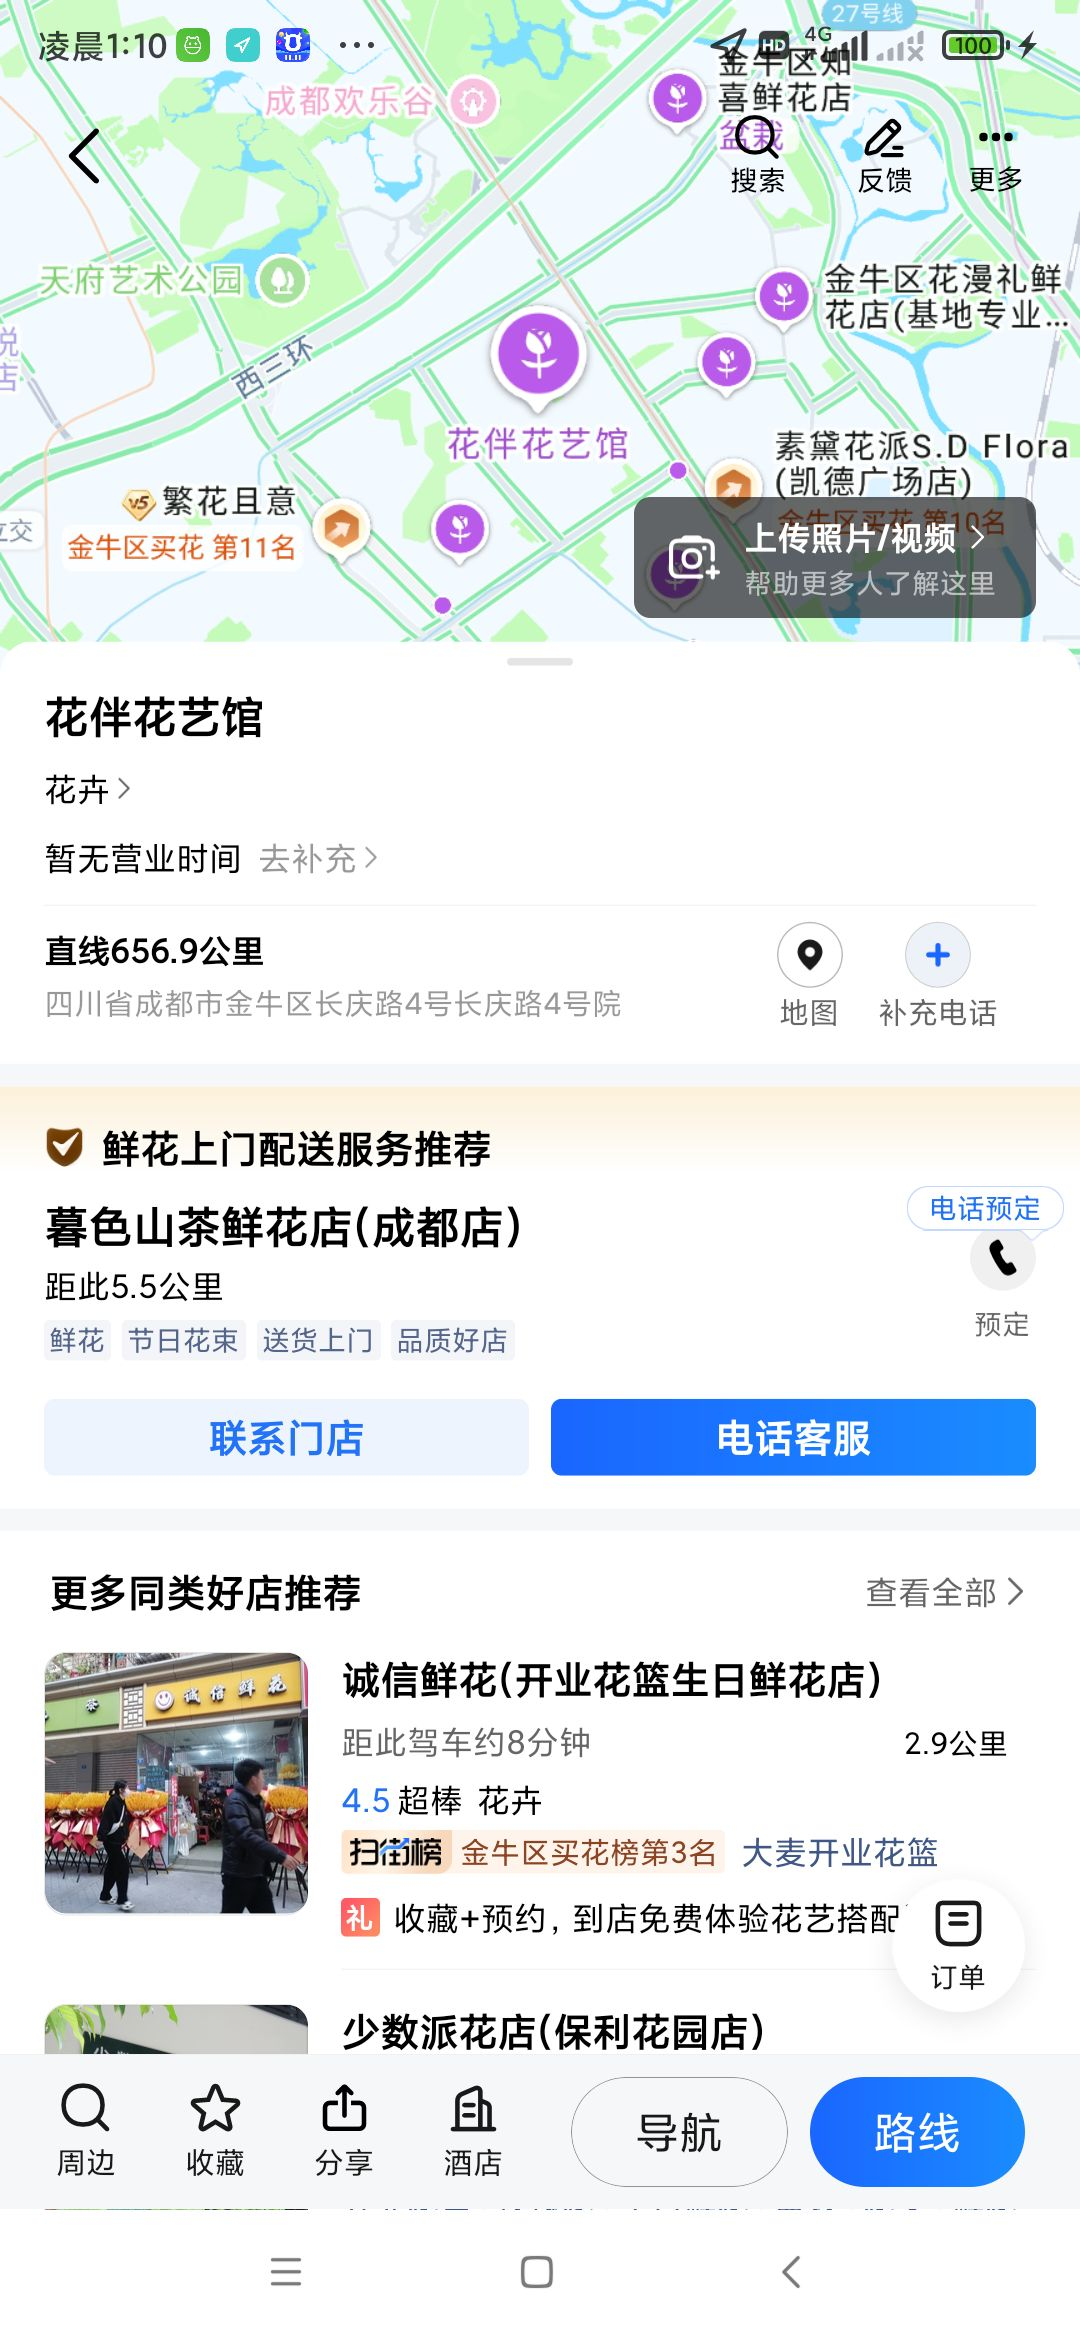 27号线
凌晨1:10
HD
4G
100
成都欢乐谷
金牛区知
喜鲜花店
盆栽
搜索
反馈
更多
天府艺术公园
金牛区花漫礼鲜
花店(基地专业...
悦
店
西三环
花伴花艺馆
素黛花派S.D Flora
(凯德广场店)
金牛区买花 第10名
V5 繁花且意
金牛区买花 第11名
立交
上传照片/视频
帮助更多人了解这里
花伴花艺馆
花卉
暂无营业时间 去补充
直线656.9公里
四川省成都市金牛区长庆路4号长庆路4号院
地图
补充电话
鲜花上门配送服务推荐
暮色山茶鲜花店(成都店)
电话预定
距此5.5公里
预定
鲜花 节日花束 送货上门 品质好店
联系门店
电话客服
更多同类好店推荐
查看全部
茶
诚信鲜花
诚信鲜花(开业花篮生日鲜花店)
距此驾车约8分钟
2.9公里
4.5 超棒 花卉
扫街榜 金牛区买花榜第3名 大麦开业花篮
礼 收藏+预约，到店免费体验花艺搭配
订单
少数派花店(保利花园店)
周边
收藏
分享
酒店
导航
路线